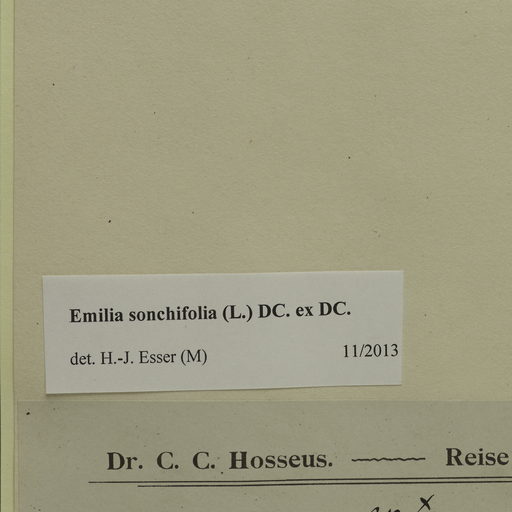 Emilia sonchifolia (L.) DC. ex DC.
det. H.-J. Esser (M) 11/2013
Dr. C. C. Hosseus. Reise